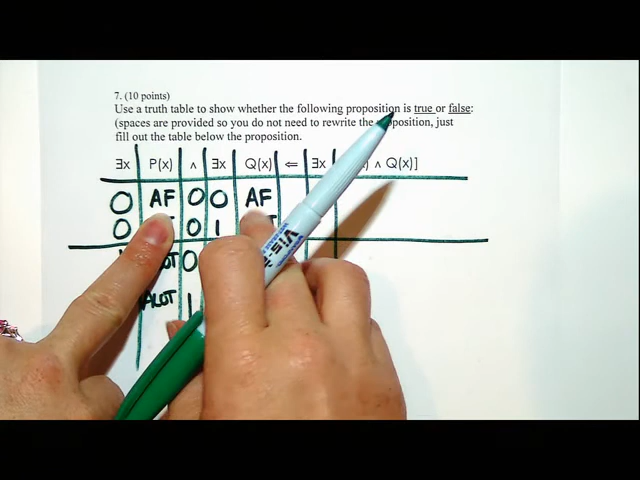 7. (10 points)
Use a truth table to show whether the following proposition is true or false:
(spaces are provided so you do not need to rewrite the proposition, just
fill out the table below the proposition.
∃x P(x) ∧ ∃x Q(x) ⇐ ∃x ∧ Q(x)]
0 AF 0 0 AF
0 0 1
0
ALOT 1
VIS-